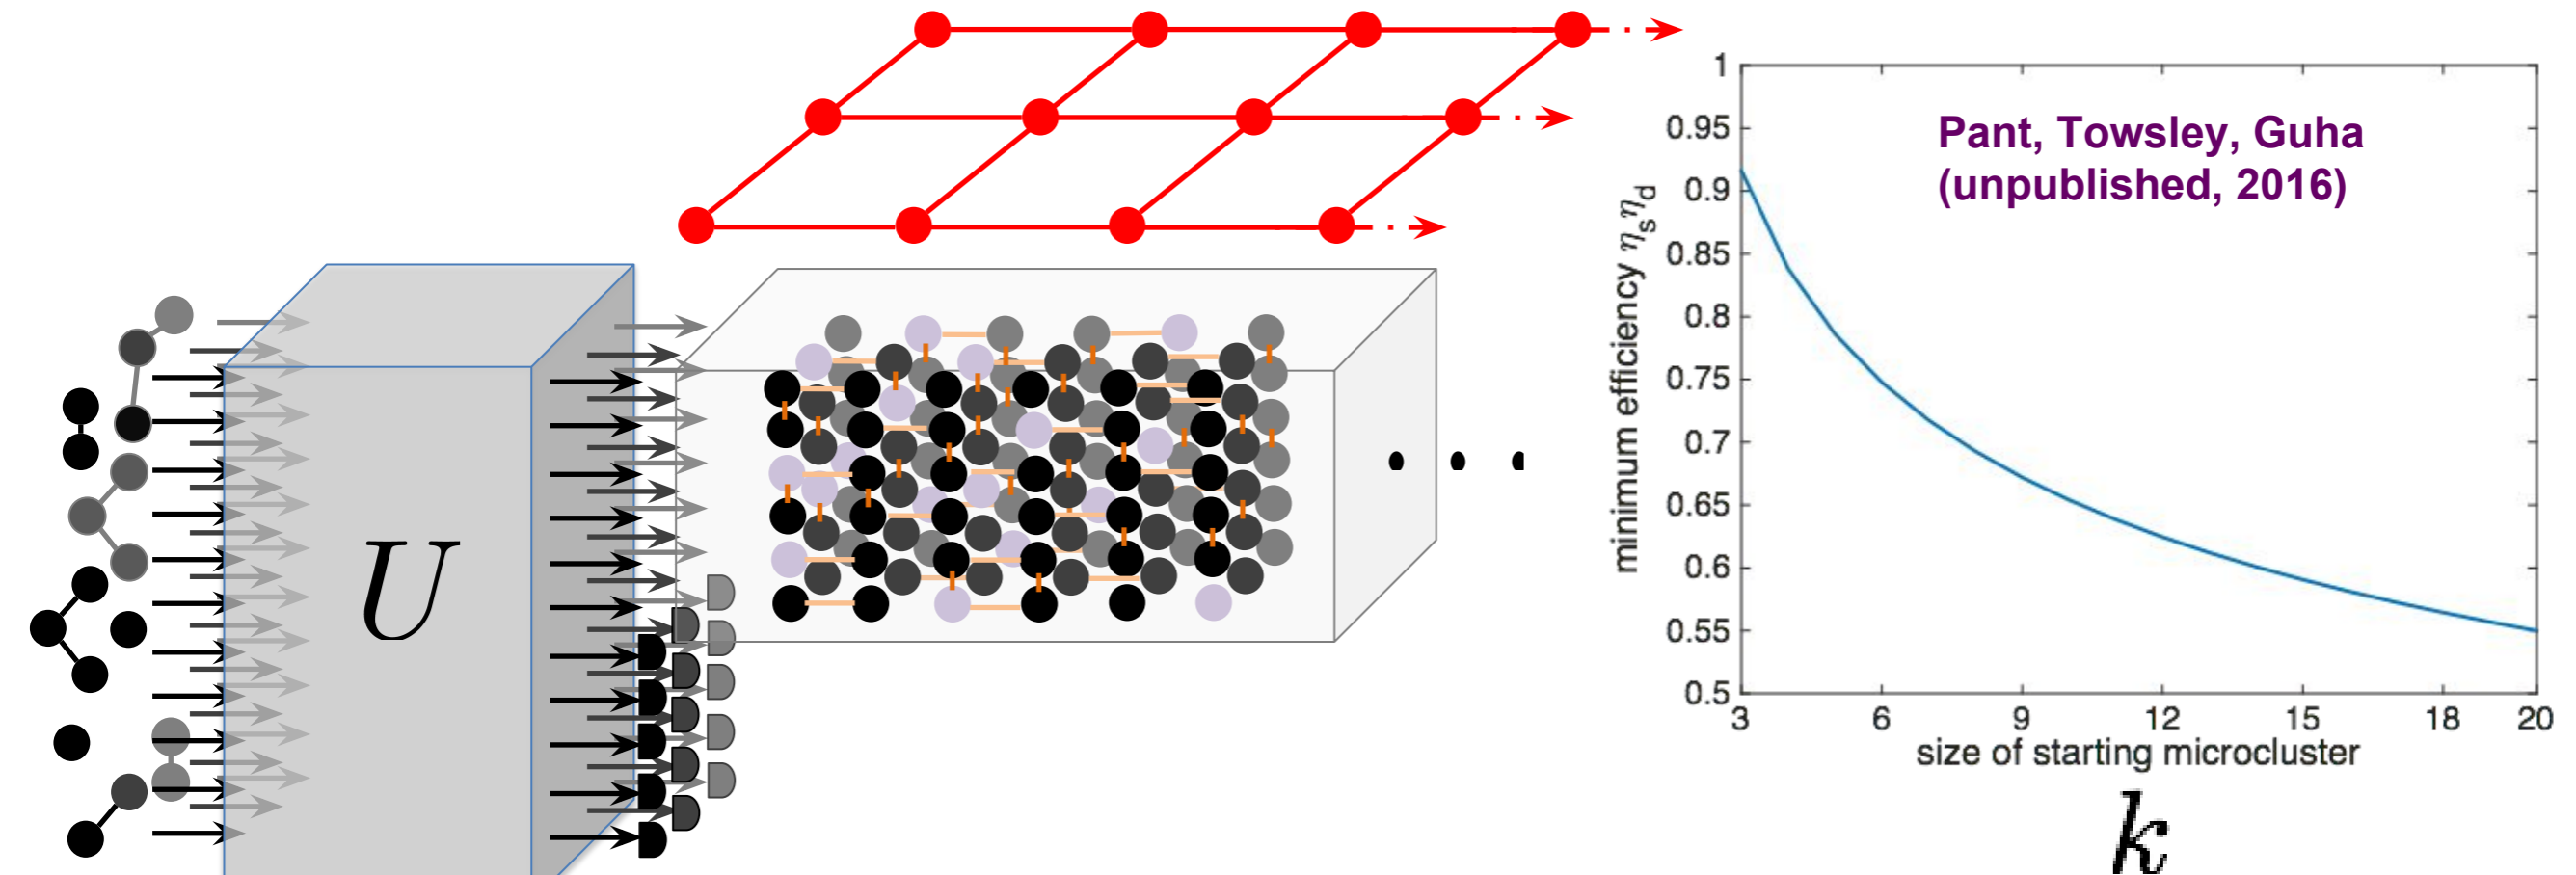 U
Pant, Towsley, Guha
(unpublished, 2016)
minimum efficiency ηsηd
1
0.95
0.9
0.85
0.8
0.75
0.7
0.65
0.6
0.55
0.5
3 6 9 12 15 18 20
size of starting microcluster
k